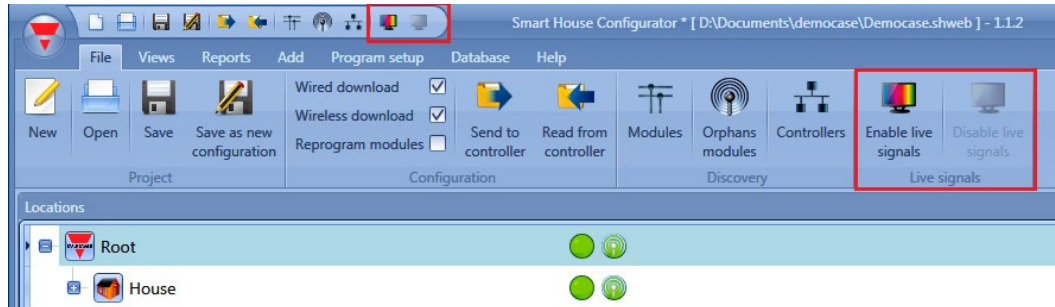 Smart House Configurator * [ D:\Documents\democase\Democase.shweb ] - 1.1.2
File Views Reports Add Program setup Database Help
Wired download
Wireless download
Reprogram modules
New Open Save Save as new configuration
Send to controller
Read from controller
Modules Orphans modules Controllers
Enable live signals
Disable live signals
Project Configuration Discovery Live signals
Locations
Root
House